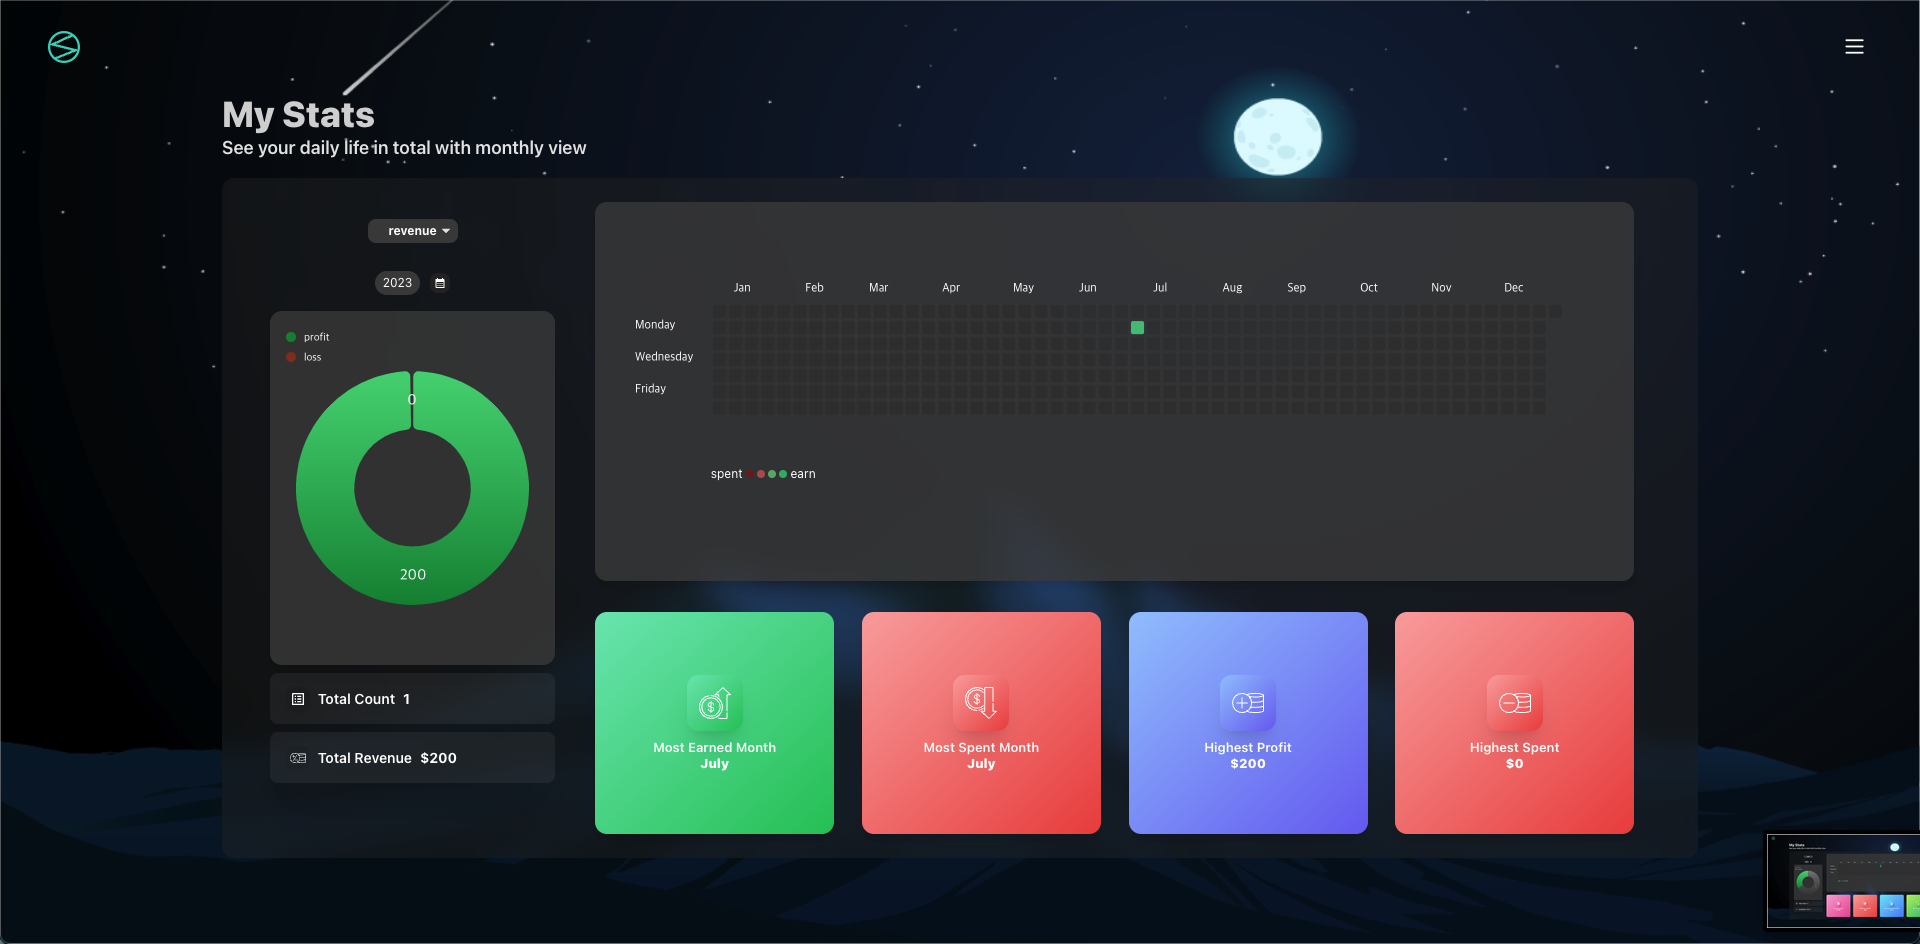 My Stats
See your daily life in total with monthly view
revenue
2023
profit
loss
0
200
Total Count 1
Total Revenue $200
Jan Feb Mar Apr May Jun Jul Aug Sep Oct Nov Dec
Monday
Wednesday
Friday
spent earn
Most Earned Month
July
Most Spent Month
July
Highest Profit
$200
Highest Spent
$0
My Stats